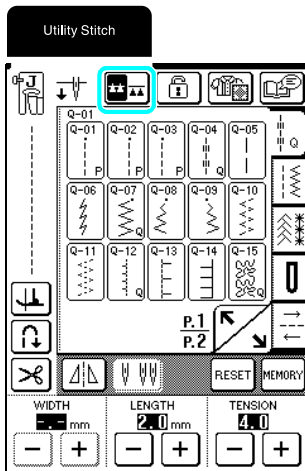 Utility Stitch
J
Q-01
Q-01 Q-02 Q-03 Q-04 Q-05
P P P Q
Q
Q-06 Q-07 Q-08 Q-09 Q-10
Q
Q-11 Q-12 Q-13 Q-14 Q-15
Q Q
P.1
P.2
RESET MEMORY
WIDTH LENGTH TENSION
-.- mm 2.0 mm 4.0
- + - + - +